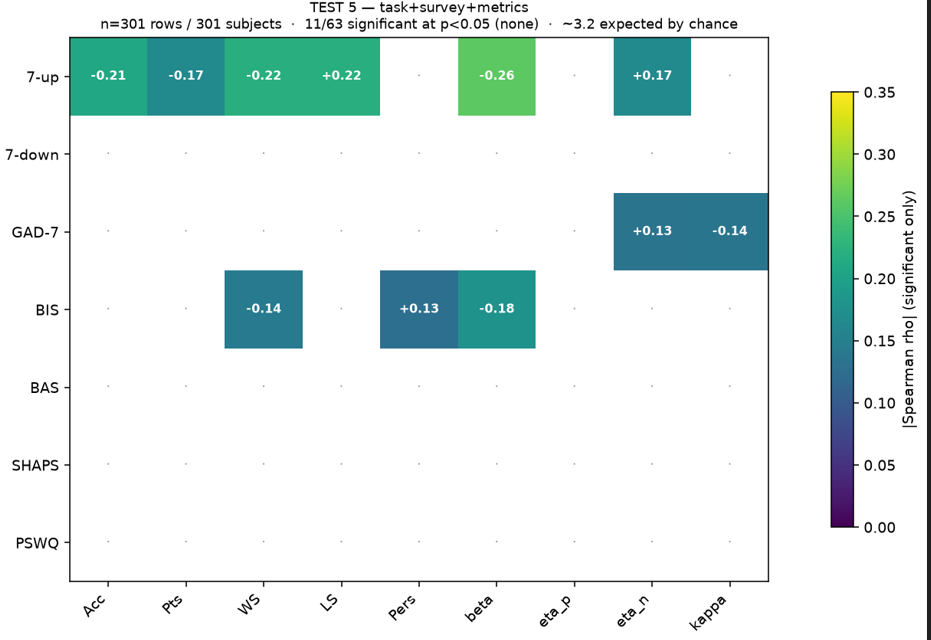 TEST 5 — task+survey+metrics
n=301 rows / 301 subjects · 11/63 significant at p<0.05 (none) · ~3.2 expected by chance
7-up
-0.21 -0.17 -0.22 +0.22 -0.26 +0.17
7-down
GAD-7
+0.13 -0.14
BIS
-0.14 +0.13 -0.18
BAS
SHAPS
PSWQ
Acc Pts WS LS Pers beta eta_p eta_n kappa
0.35
0.30
0.25
0.20
0.15
0.10
0.05
0.00
|Spearman rho| (significant only)